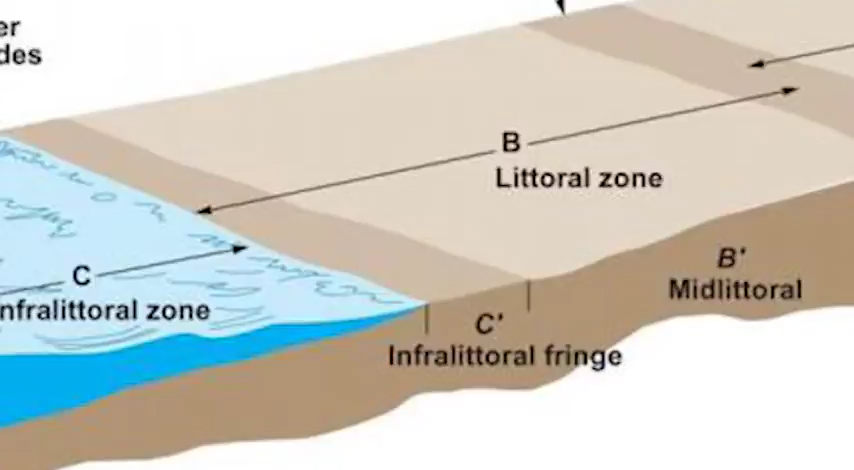 er
des
B
Littoral zone
C
nfralittoral zone
B'
Midlittoral
C'
Infralittoral fringe